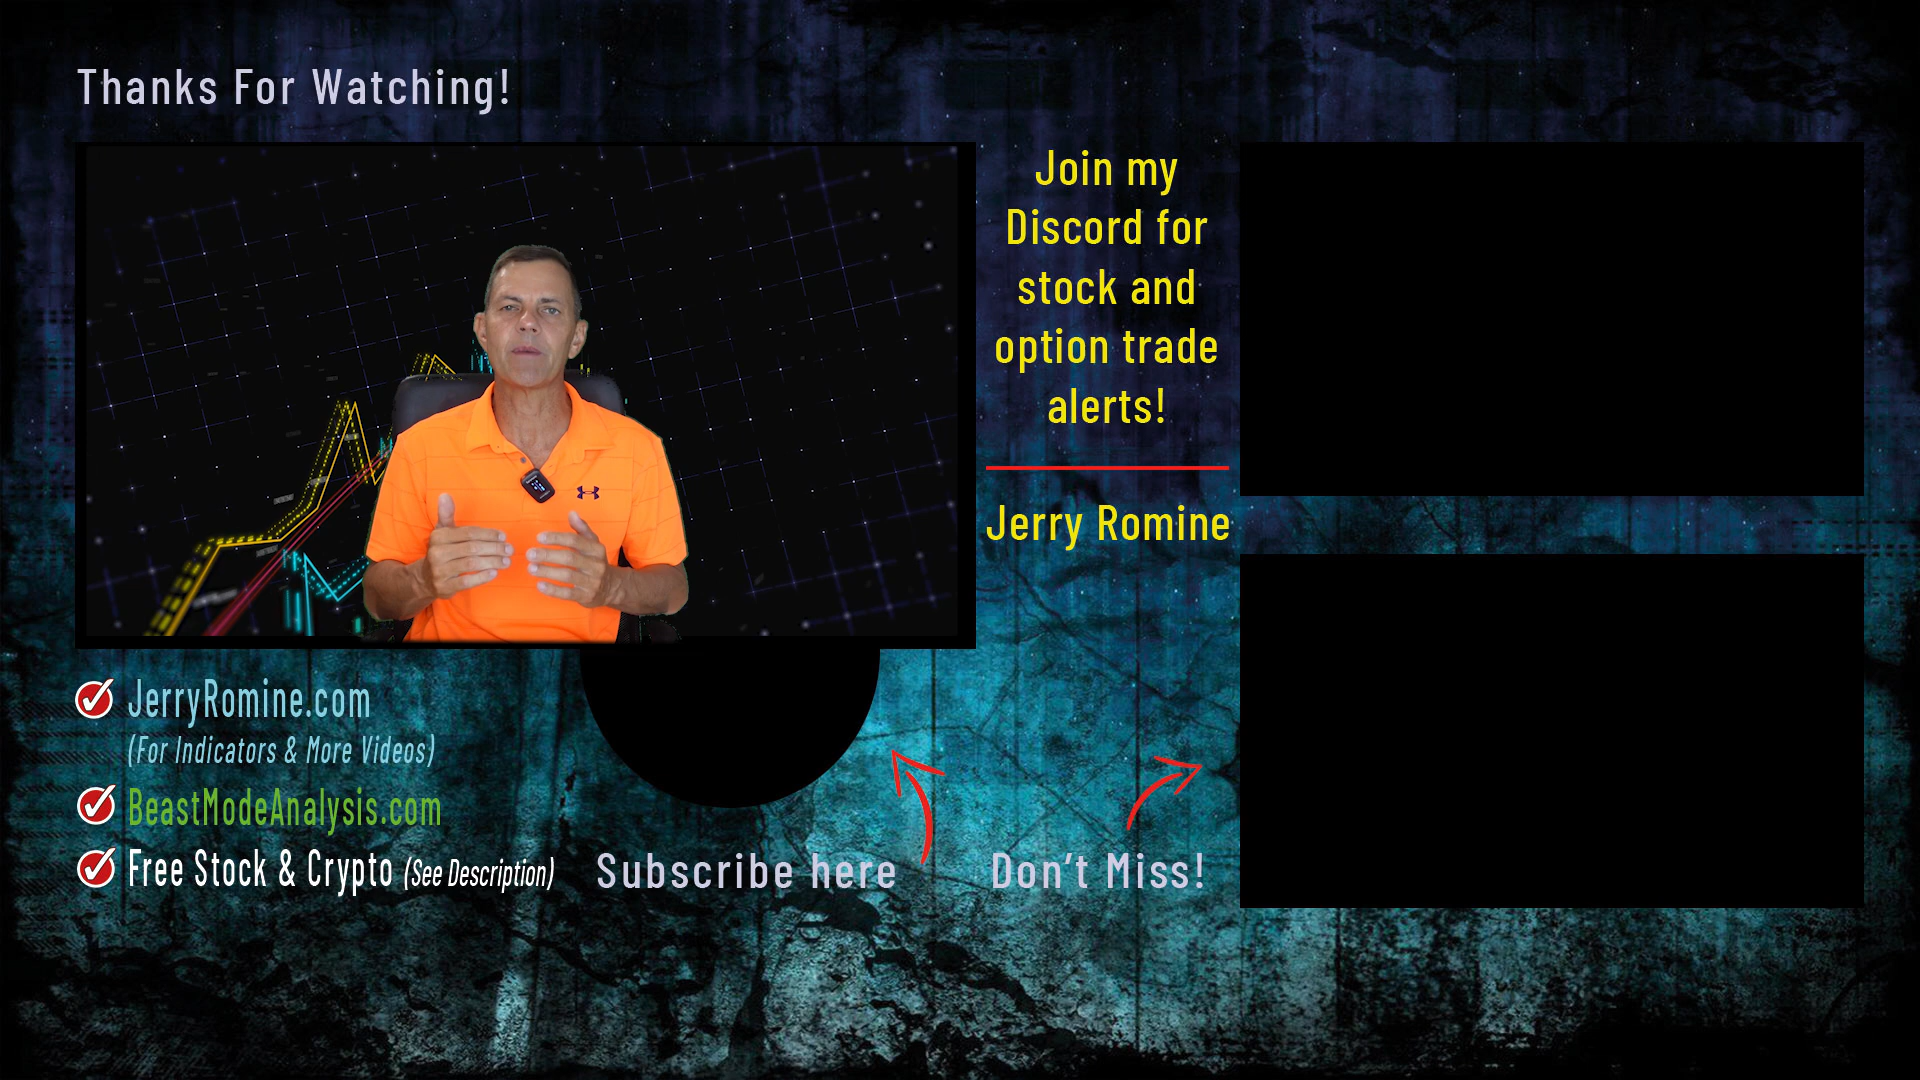 Thanks For Watching!
Join my
Discord for
stock and
option trade
alerts!
Jerry Romine
JerryRomine.com
(For Indicators & More Videos)
BeastModeAnalysis.com
Free Stock & Crypto (See Description)
Subscribe here
Don't Miss!